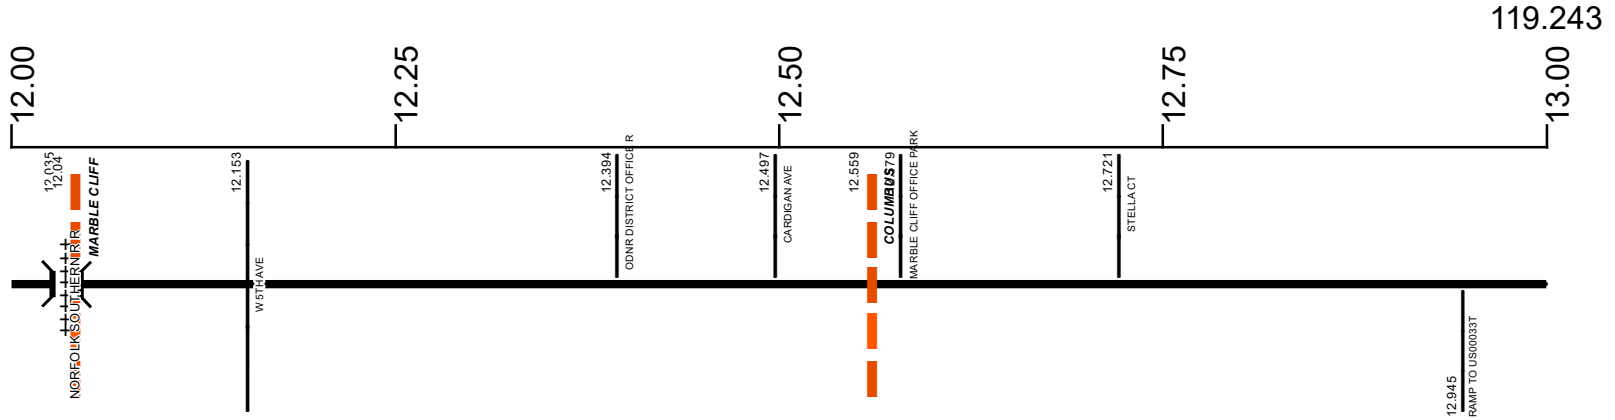 119.243
12.00
12.25
12.50
12.75
13.00
12.035
12.04
MARBLE CLIFF
NORFOLK SOUTHERN R.R.
12.153
W 5TH AVE
12.394
ODNR DISTRICT OFFICE R
12.497
CARDIGAN AVE
12.559
COLUMBUS
12.579
MARBLE CLIFF OFFICE PARK
12.721
STELLA CT
12.945
RAMP TO US00033T